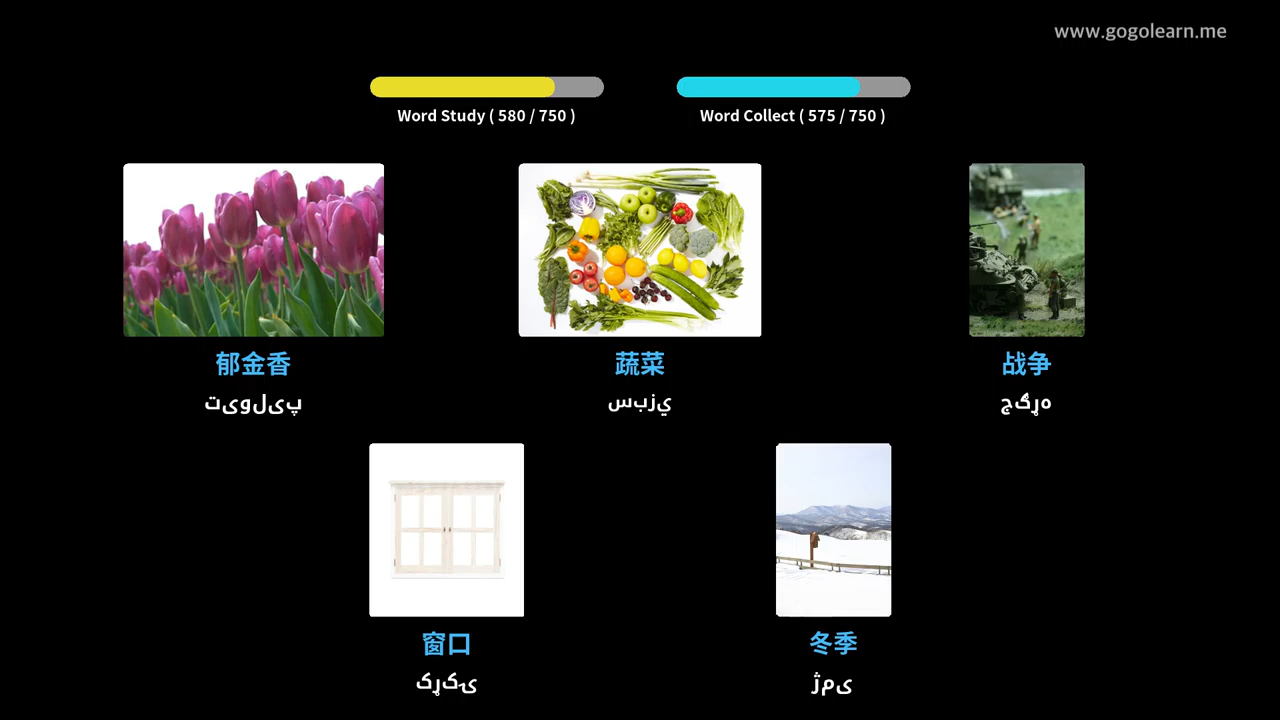 www.gogolearn.me
Word Study ( 580 / 750 )
Word Collect ( 575 / 750 )
郁金香
تیولیپ
蔬菜
سبزي
战争
جګړه
窗口
کړکۍ
冬季
ژمی